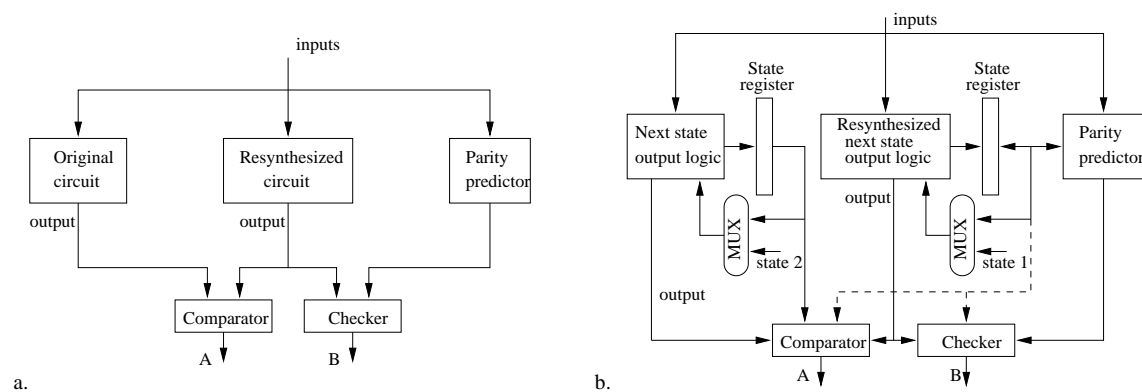 inputs
Original
circuit
Resynthesized
circuit
Parity
predictor
output
output
Comparator
Checker
A
B
a.
inputs
State
register
State
register
Next state
output logic
Resynthesized
next state
output logic
Parity
predictor
output
MUX
MUX
state 2
state 1
output
Comparator
Checker
A
B
b.